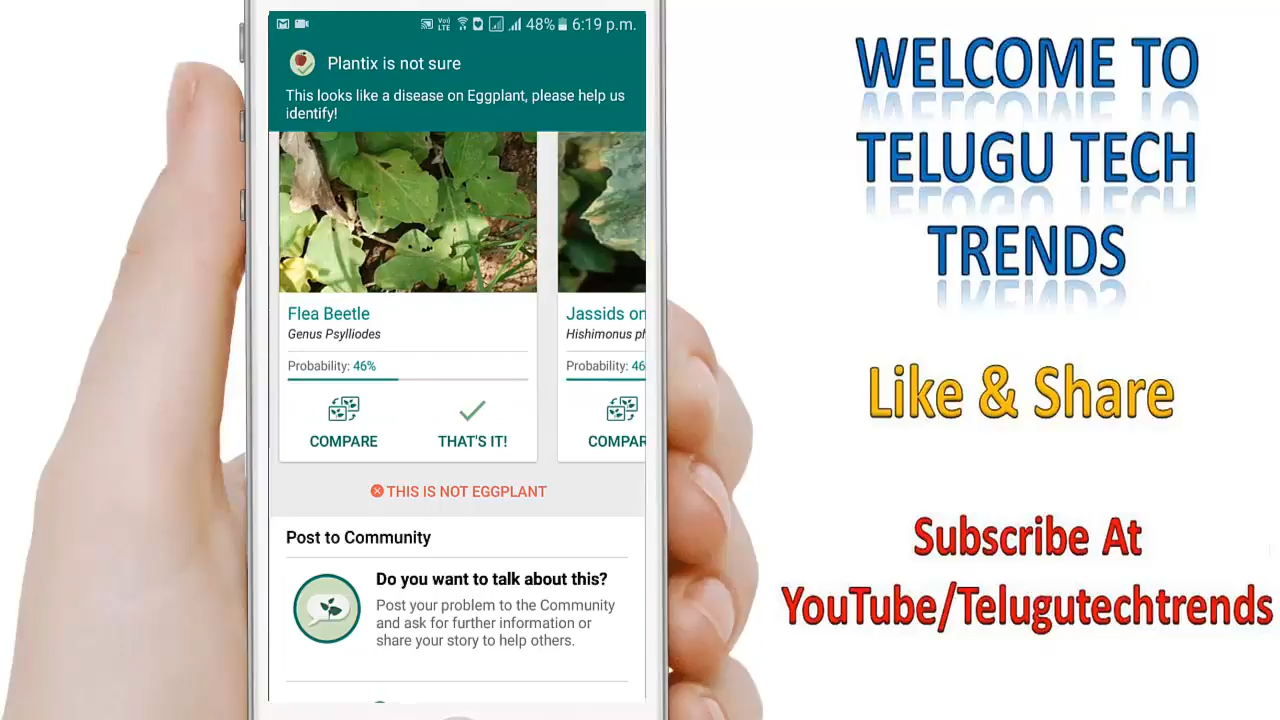 VoLTE 48% 6:19 p.m.
Plantix is not sure
This looks like a disease on Eggplant, please help us
identify!
Flea Beetle
Genus Psylliodes
Probability: 46%
COMPARE THAT'S IT!
Jassids on
Hishimonus
Probability: 46
COMPAR
THIS IS NOT EGGPLANT
Post to Community
Do you want to talk about this?
Post your problem to the Community
and ask for further information or
share your story to help others.
WELCOME TO
TELUGU TECH
TRENDS
Like & Share
Subscribe At
YouTube/Telugutechtrends